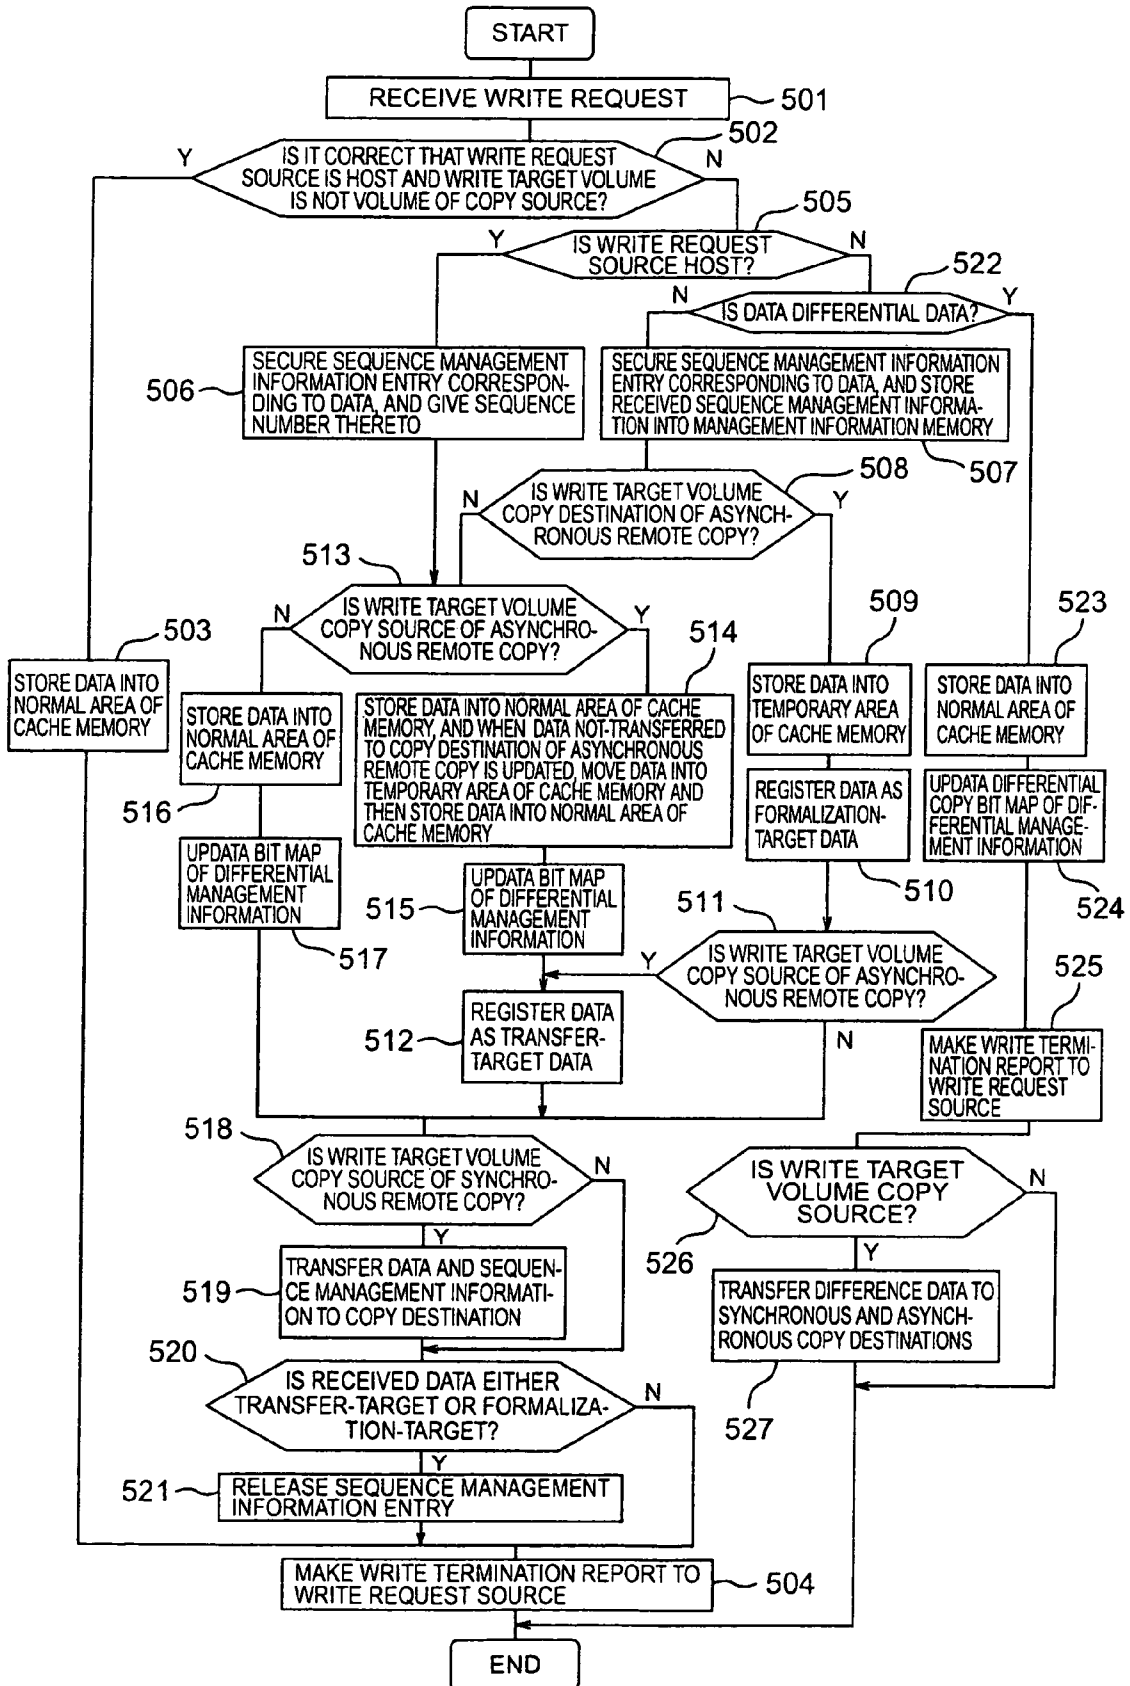 START
RECEIVE WRITE REQUEST
501
502
Y
IS IT CORRECT THAT WRITE REQUEST
SOURCE IS HOST AND WRITE TARGET VOLUME
IS NOT VOLUME OF COPY SOURCE?
N
505
Y
IS WRITE REQUEST
SOURCE HOST?
N
522
N
IS DATA DIFFERENTIAL DATA?
Y
506
SECURE SEQUENCE MANAGEMENT
INFORMATION ENTRY CORRESPON-
DING TO DATA, AND GIVE SEQUENCE
NUMBER THERETO
SECURE SEQUENCE MANAGEMENT INFORMATION
ENTRY CORRESPONDING TO DATA, AND STORE
RECEIVED SEQUENCE MANAGEMENT INFORMA-
TION INTO MANAGEMENT INFORMATION MEMORY
507
508
N
IS WRITE TARGET VOLUME
COPY DESTINATION OF ASYNCH-
RONOUS REMOTE COPY?
Y
513
N
IS WRITE TARGET VOLUME
COPY SOURCE OF ASYNCHRO-
NOUS REMOTE COPY?
Y
503
STORE DATA INTO
NORMAL AREA OF
CACHE MEMORY
STORE DATA INTO
NORMAL AREA OF
CACHE MEMORY
516
514
STORE DATA INTO NORMAL AREA OF CACHE
MEMORY, AND WHEN DATA NOT-TRANSFERRED
TO COPY DESTINATION OF ASYNCHRONOUS
REMOTE COPY IS UPDATED, MOVE DATA INTO
TEMPORARY AREA OF CACHE MEMORY AND
THEN STORE DATA INTO NORMAL AREA OF
CACHE MEMORY
509
STORE DATA INTO
TEMPORARY AREA
OF CACHE MEMORY
523
STORE DATA INTO
NORMAL AREA OF
CACHE MEMORY
REGISTER DATA AS
FORMALIZATION-
TARGET DATA
510
UPDATA DIFFERENTIAL
COPY BIT MAP OF DIF-
FERENTIAL MANAGE-
MENT INFORMATION
524
UPDATA BIT MAP
OF DIFFERENTIAL
MANAGEMENT
INFORMATION
517
515
UPDATA BIT MAP
OF DIFFERENTIAL
MANAGEMENT
INFORMATION
511
Y
IS WRITE TARGET VOLUME
COPY SOURCE OF ASYNCHRO-
NOUS REMOTE COPY?
N
512
REGISTER DATA
AS TRANSFER-
TARGET DATA
525
MAKE WRITE TERMI-
NATION REPORT TO
WRITE REQUEST
SOURCE
518
IS WRITE TARGET VOLUME
COPY SOURCE OF SYNCHRO-
NOUS REMOTE COPY?
N
Y
IS WRITE TARGET
VOLUME COPY
SOURCE?
N
526
Y
519
TRANSFER DATA AND SEQUEN-
CE MANAGEMENT INFORMATI-
ON TO COPY DESTINATION
TRANSFER DIFFERENCE DATA TO
SYNCHRONOUS AND ASYNCH-
RONOUS COPY DESTINATIONS
527
520
IS RECEIVED DATA EITHER
TRANSFER-TARGET OR FORMALIZA-
TION-TARGET?
N
Y
521
RELEASE SEQUENCE MANAGEMENT
INFORMATION ENTRY
MAKE WRITE TERMINATION REPORT TO
WRITE REQUEST SOURCE
504
END